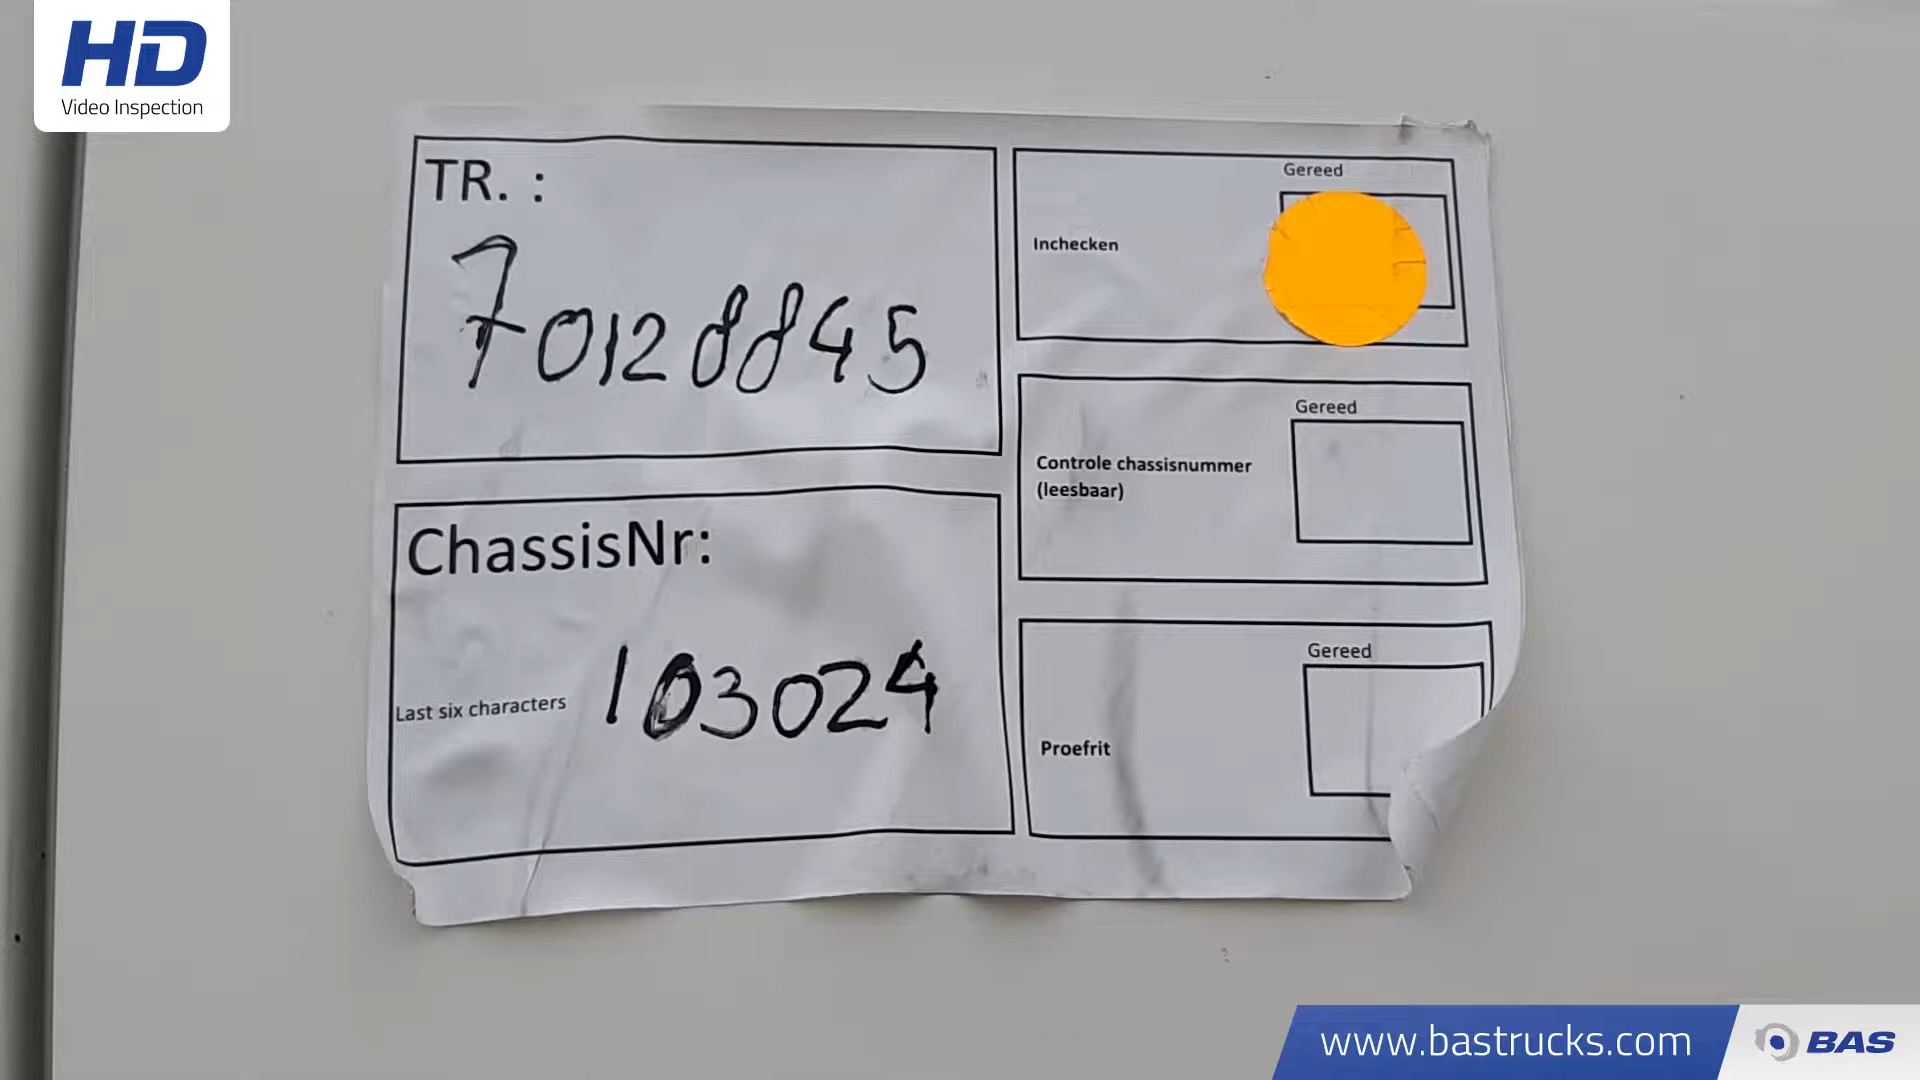 HD
Video Inspection
TR. :
70128845
ChassisNr:
Last six characters 103024
Gereed
Inchecken
Gereed
Controle chassisnummer
(leesbaar)
Gereed
Proefrit
www.bastrucks.com
BAS